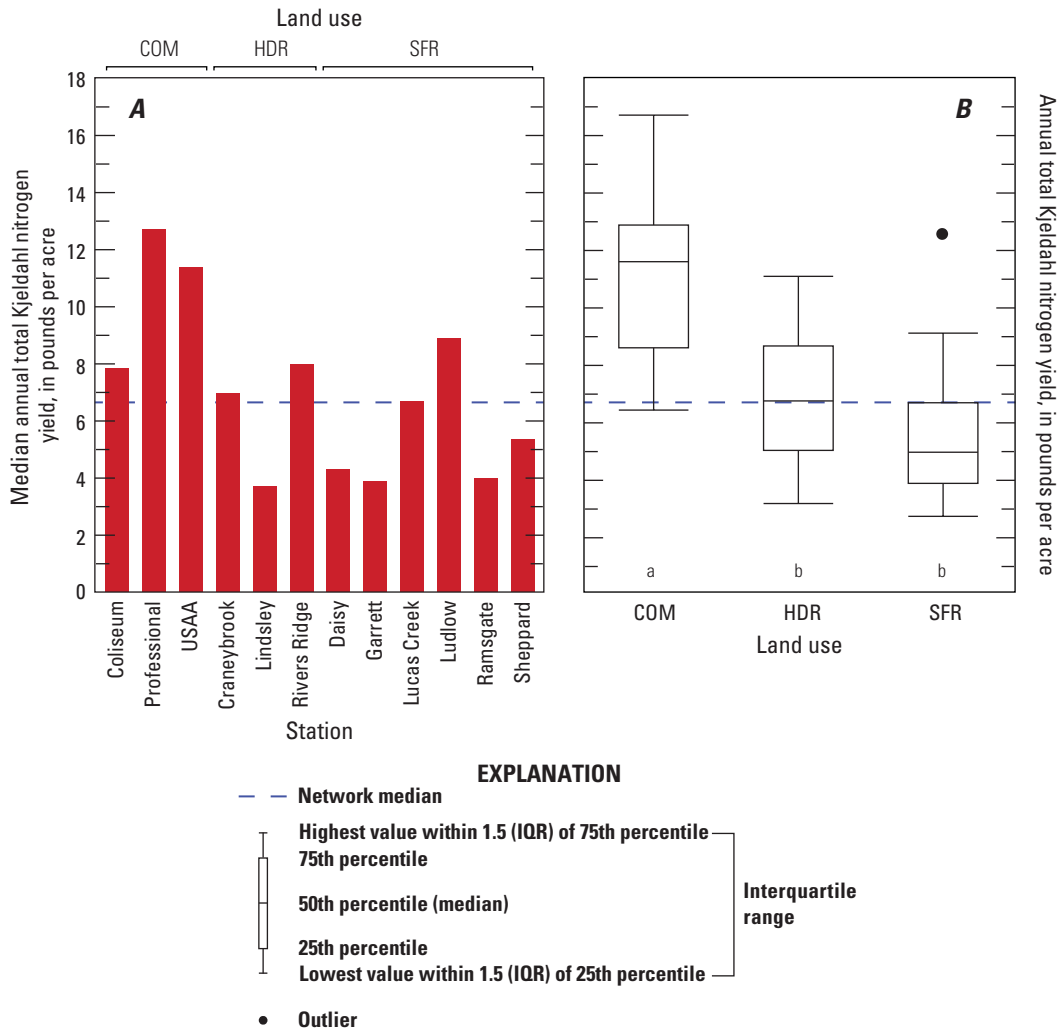 Land use
COM HDR SFR
A
18
16
14
12
10
8
6
4
2
0
Median annual total Kjeldahl nitrogen
yield, in pounds per acre
Coliseum
Professional
USAA
Craneybrook
Lindsley
Rivers Ridge
Daisy
Garrett
Lucas Creek
Ludlow
Ramsgate
Sheppard
Station
B
a b b
COM HDR SFR
Land use
Annual total Kjeldahl nitrogen yield, in pounds per acre
EXPLANATION
Network median
Highest value within 1.5 (IQR) of 75th percentile
75th percentile
50th percentile (median)
25th percentile
Lowest value within 1.5 (IQR) of 25th percentile
Interquartile
range
Outlier